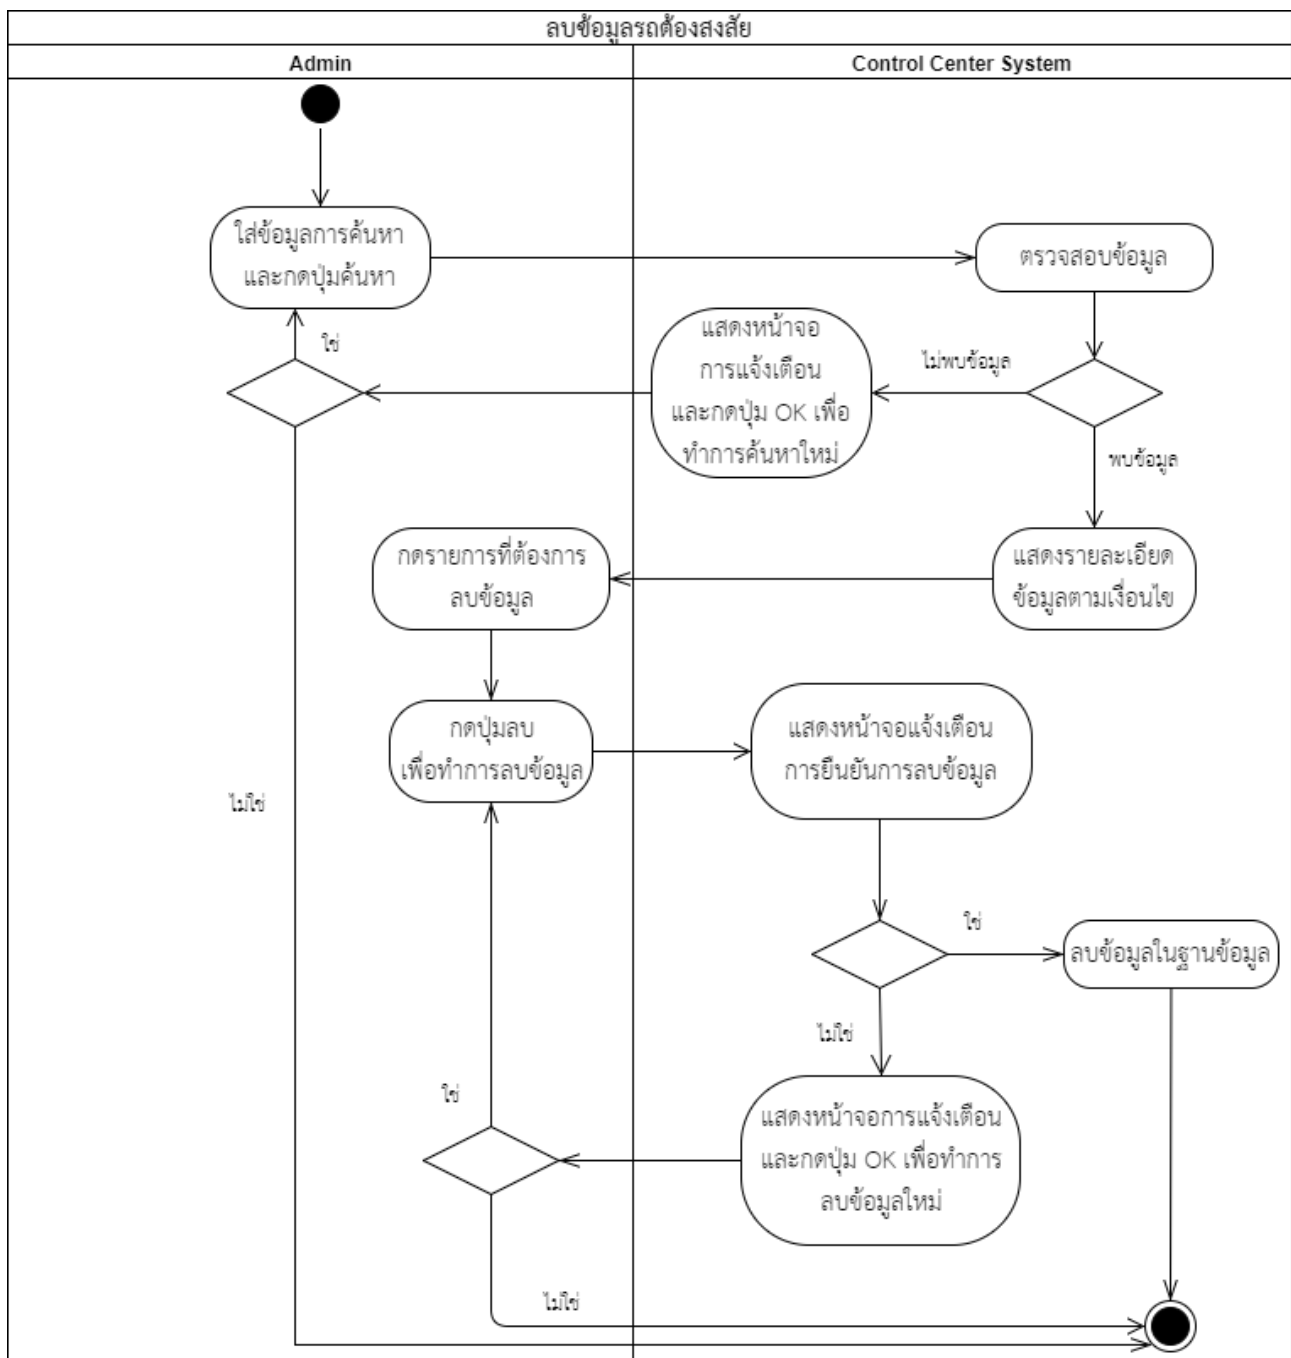 ลบข้อมูลรถต้องสงสัย
Admin
Control Center System
ใส่ข้อมูลการค้นหา
และกดปุ่มค้นหา
ตรวจสอบข้อมูล
ใช่
แสดงหน้าจอ
การแจ้งเตือน
และกดปุ่ม OK เพื่อ
ทำการค้นหาใหม่
ไม่พบข้อมูล
พบข้อมูล
กดรายการที่ต้องการ
ลบข้อมูล
แสดงรายละเอียด
ข้อมูลตามเงื่อนไข
กดปุ่มลบ
เพื่อทำการลบข้อมูล
แสดงหน้าจอแจ้งเตือน
การยืนยันการลบข้อมูล
ไม่ใช่
ใช่
ลบข้อมูลในฐานข้อมูล
ไม่ใช่
ใช่
แสดงหน้าจอการแจ้งเตือน
และกดปุ่ม OK เพื่อทำการ
ลบข้อมูลใหม่
ไม่ใช่